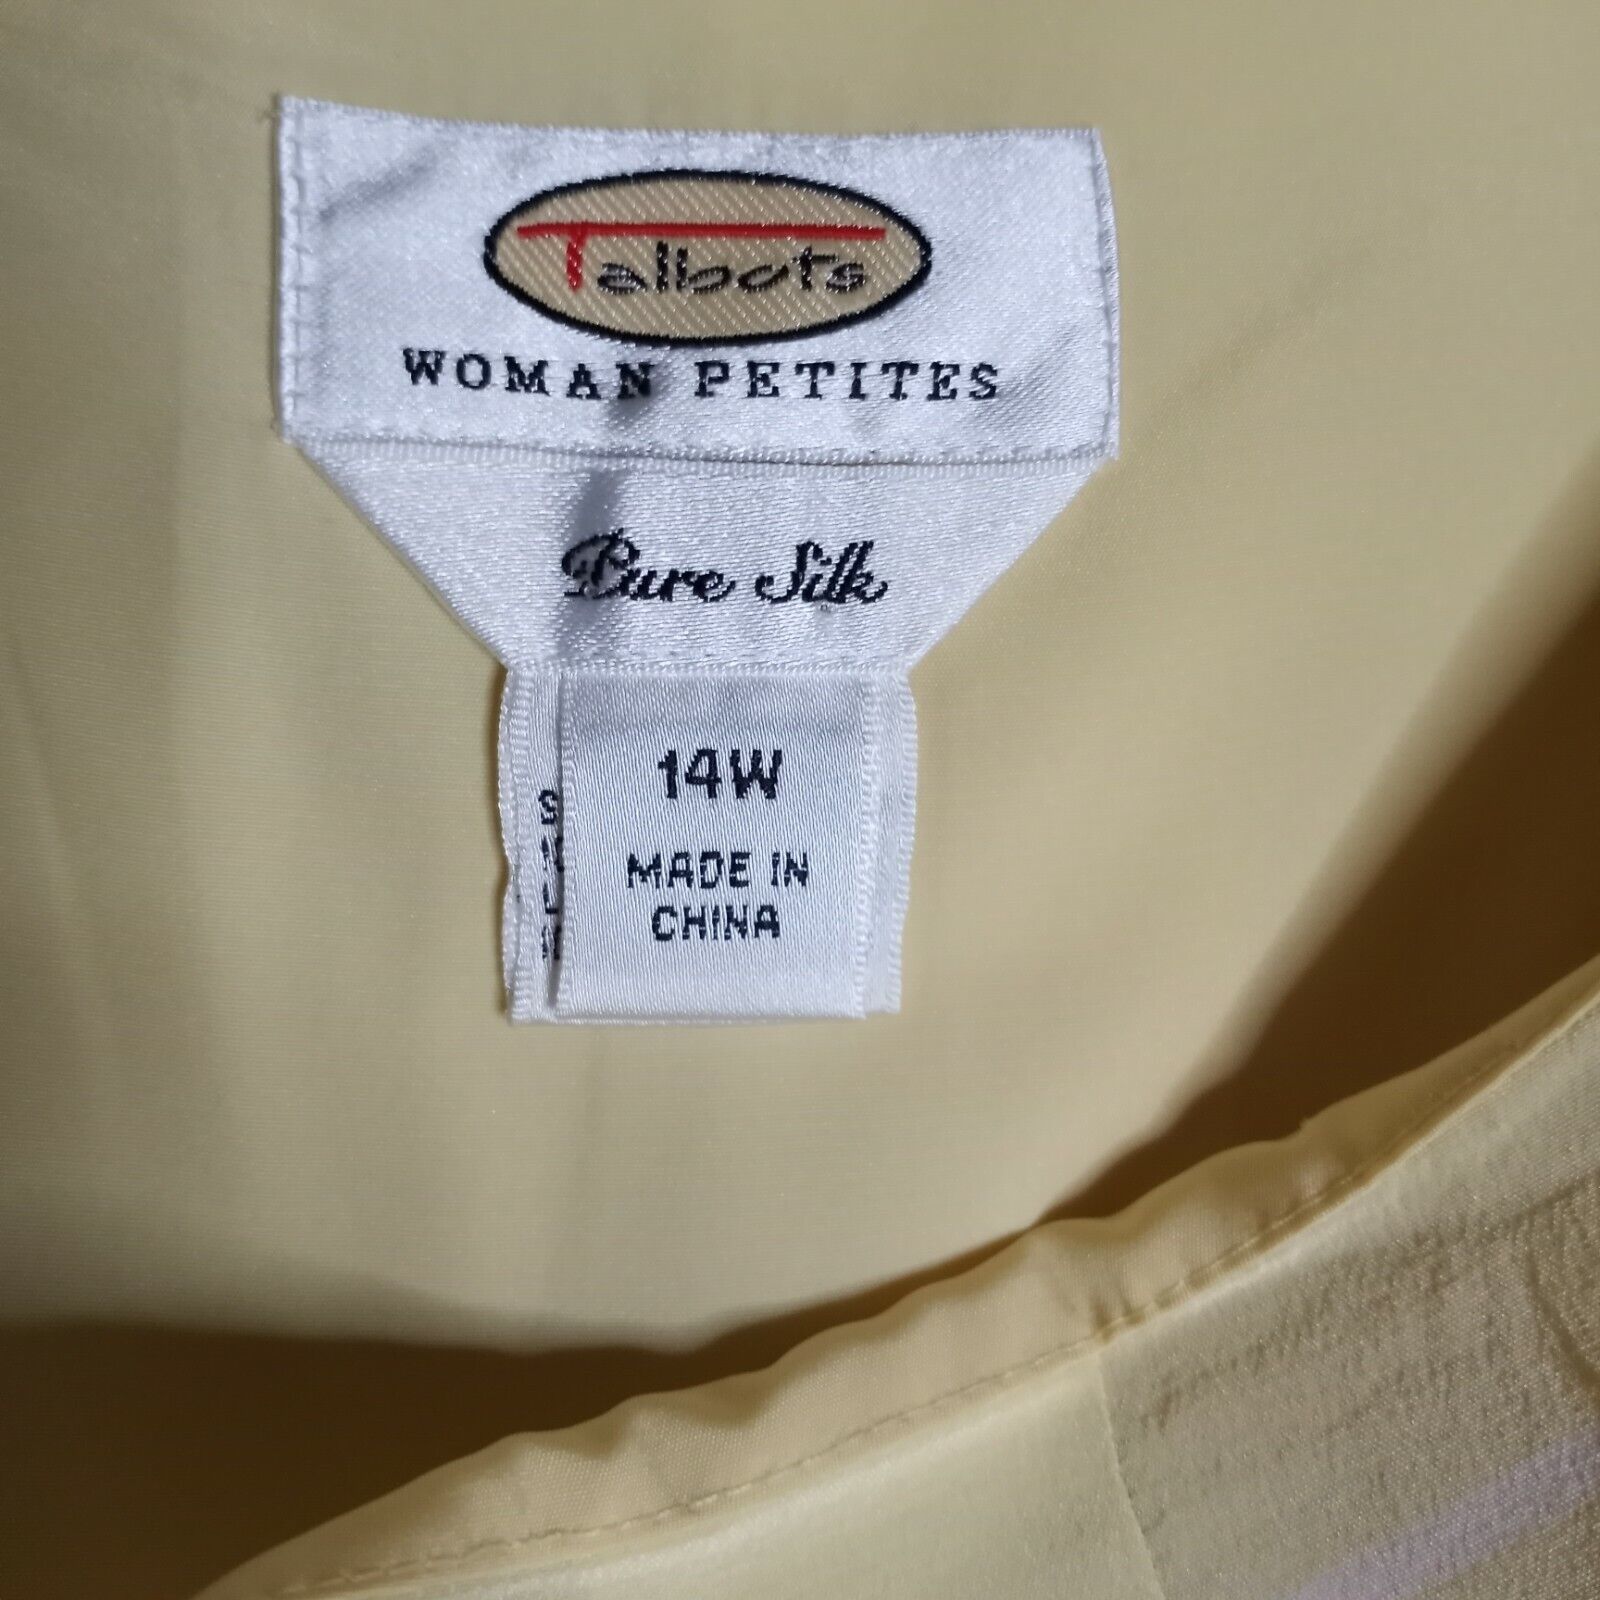 Talbots
WOMAN PETITES
Pure Silk
14W
MADE IN
CHINA